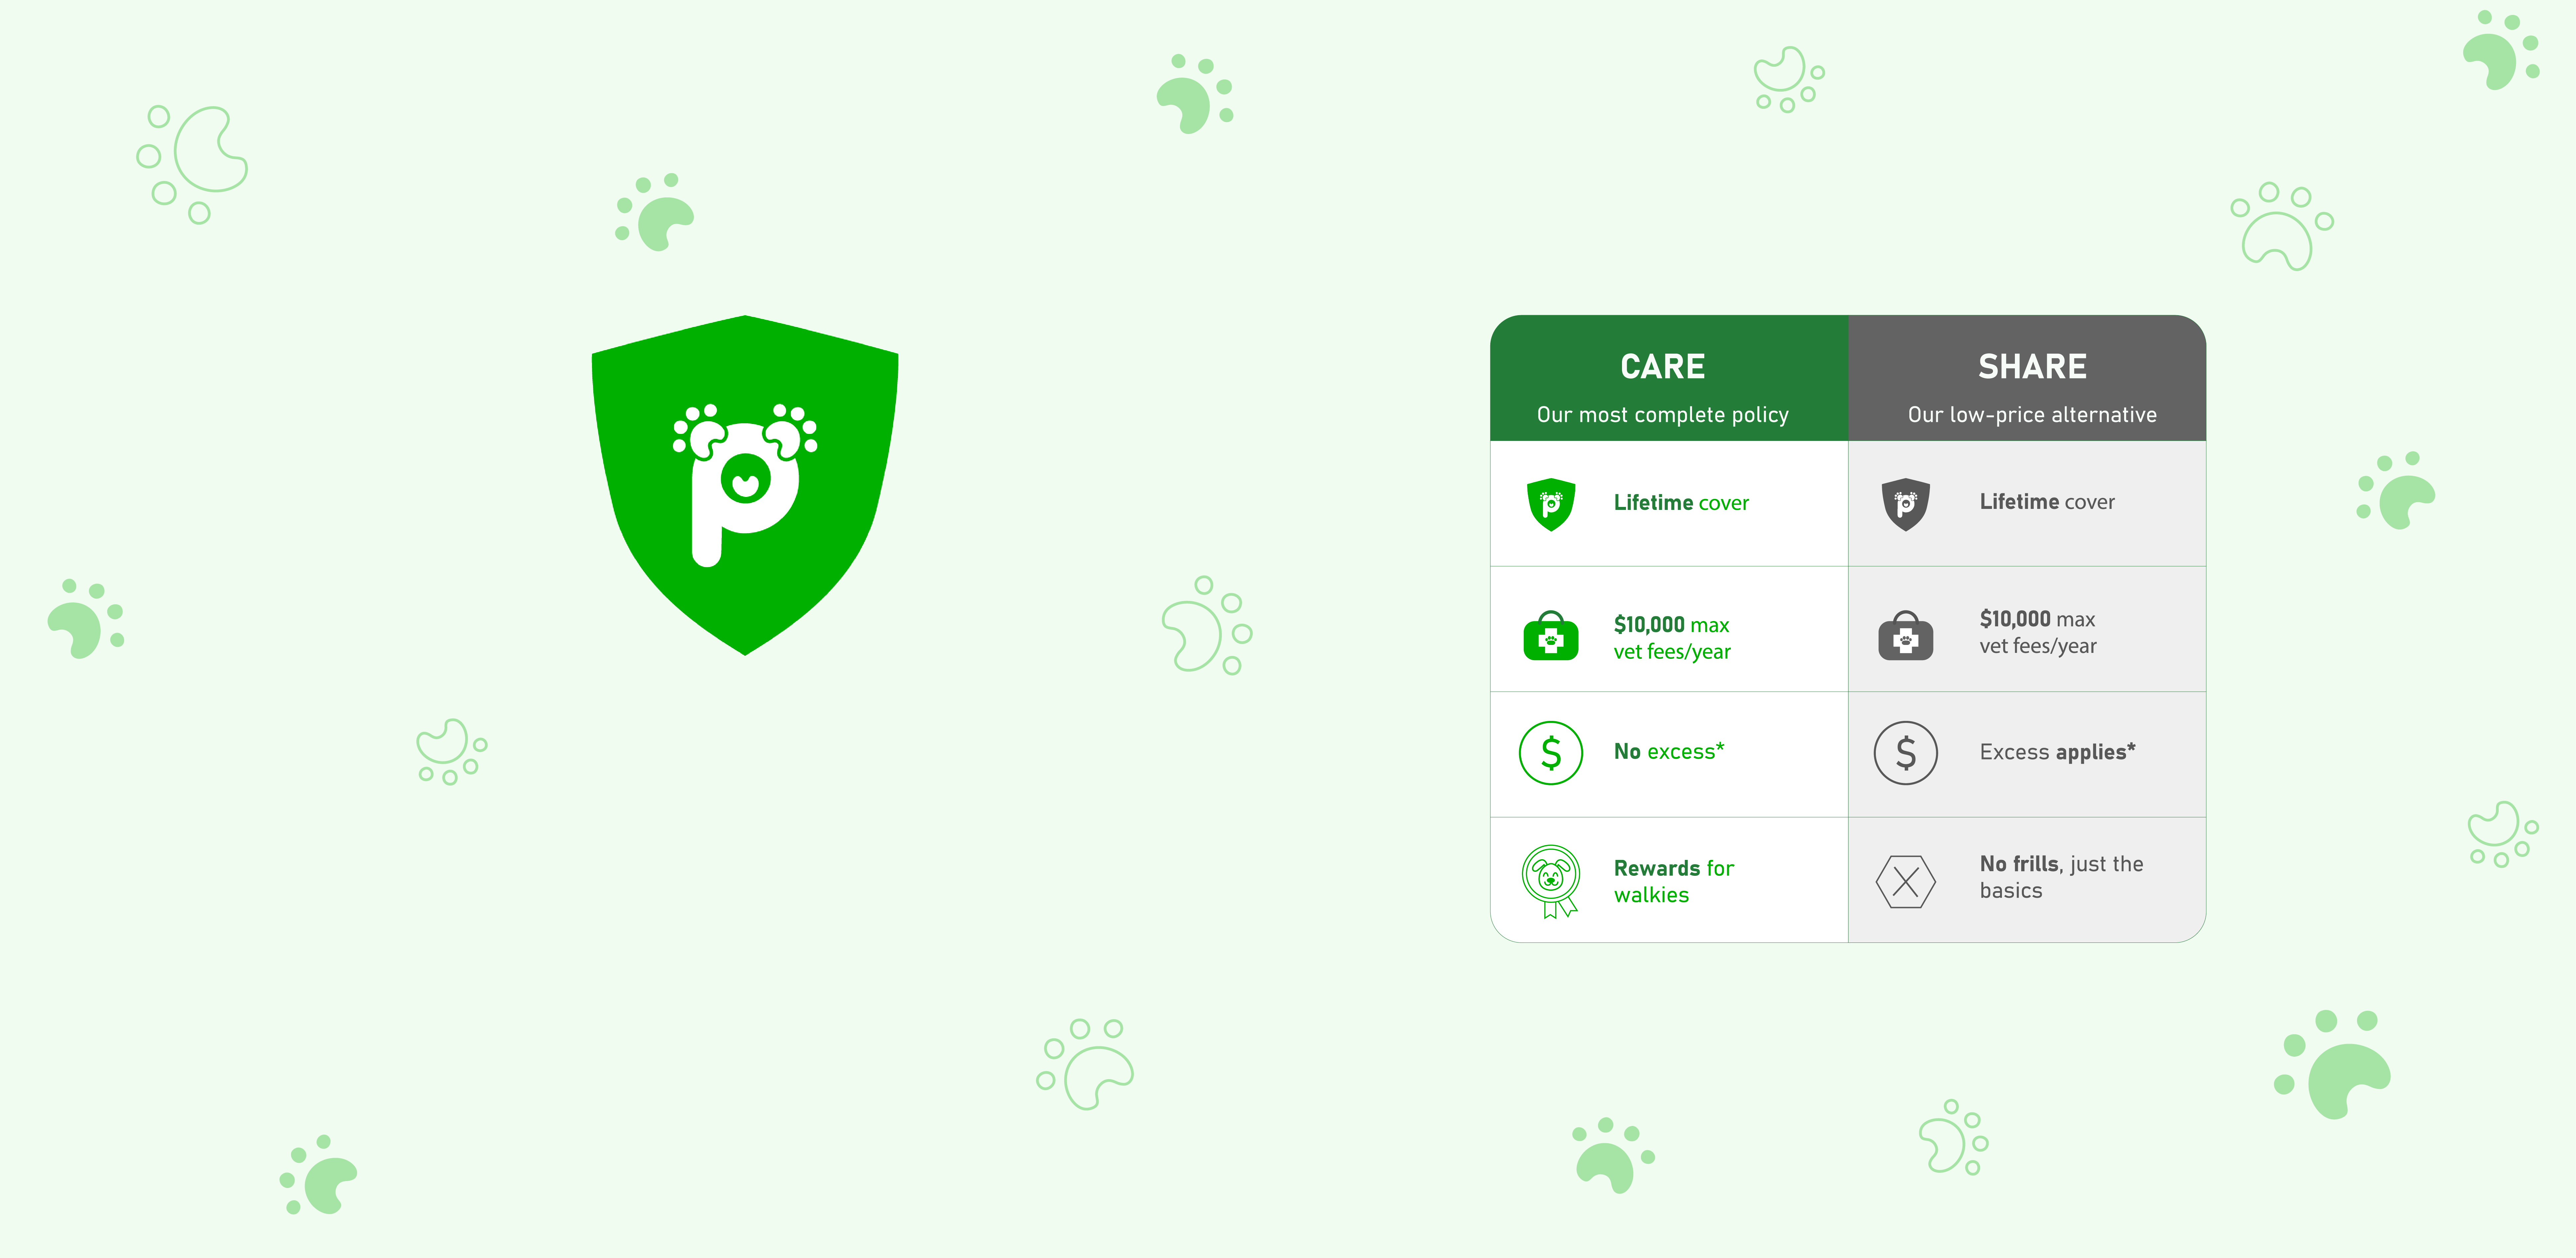 p
CARE
Our most complete policy
SHARE
Our low-price alternative
p
Lifetime cover
p
Lifetime cover
$10,000 max
vet fees/year
$10,000 max
vet fees/year
$
No excess*
$
Excess applies*
Rewards for
walkies
No frills, just the
basics